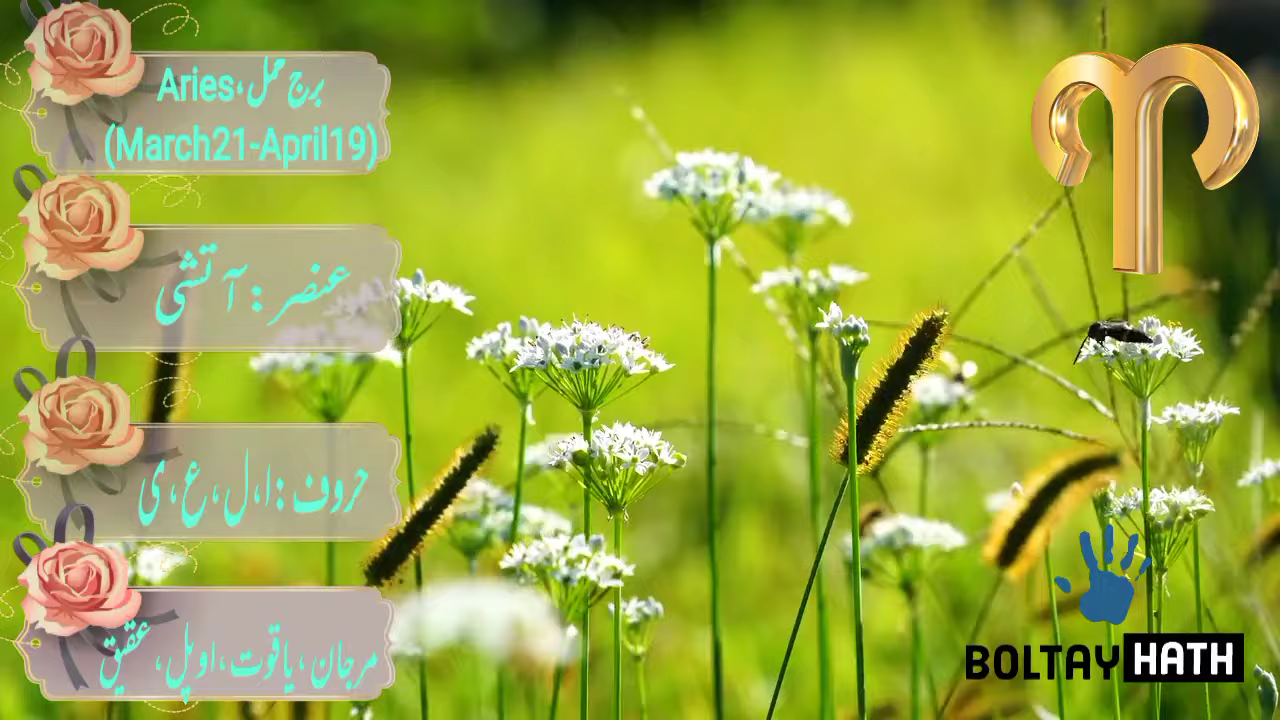 برج حمل،Aries
(March21-April19)
عنصر : آتشی
حروف :ا،ل،ع،ی
مرجان ،یاقوت،اوپل، عقیق
BOLTAY HATH